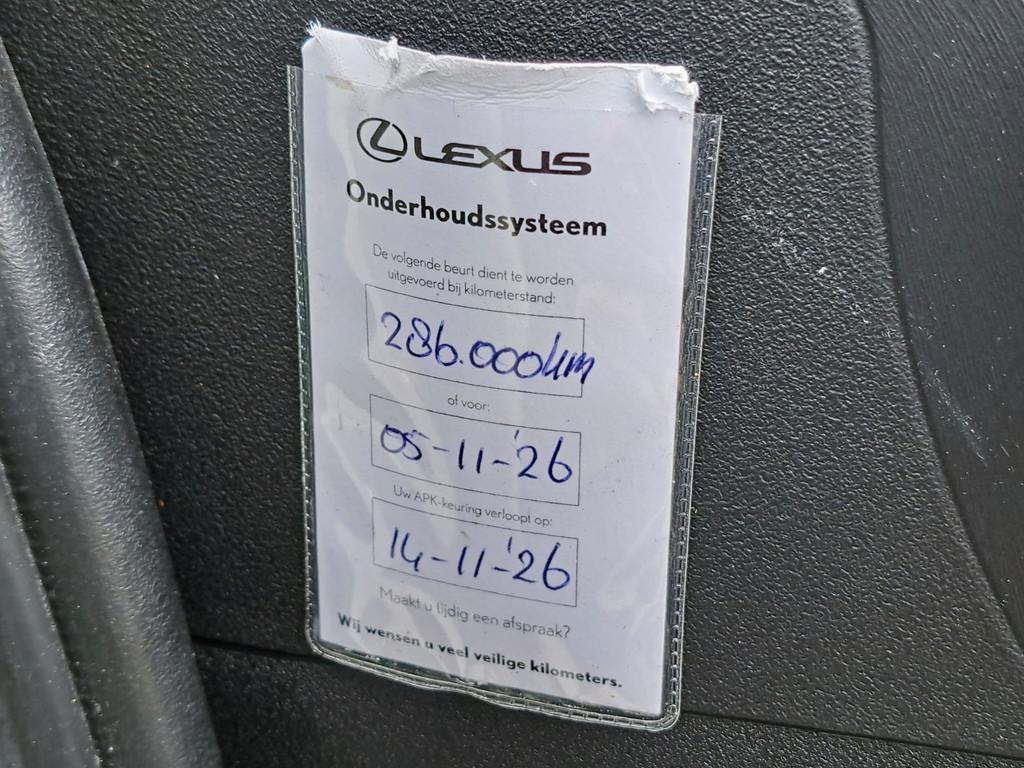 LEXUS
Onderhoudssysteem
De volgende beurt dient te worden
uitgevoerd bij kilometerstand:
286.000km
of voor:
05-11-'26
Uw APK-keuring verloopt op:
14-11-'26
Maakt u tijdig een afspraak?
Wij wensen u veel veilige kilometers.